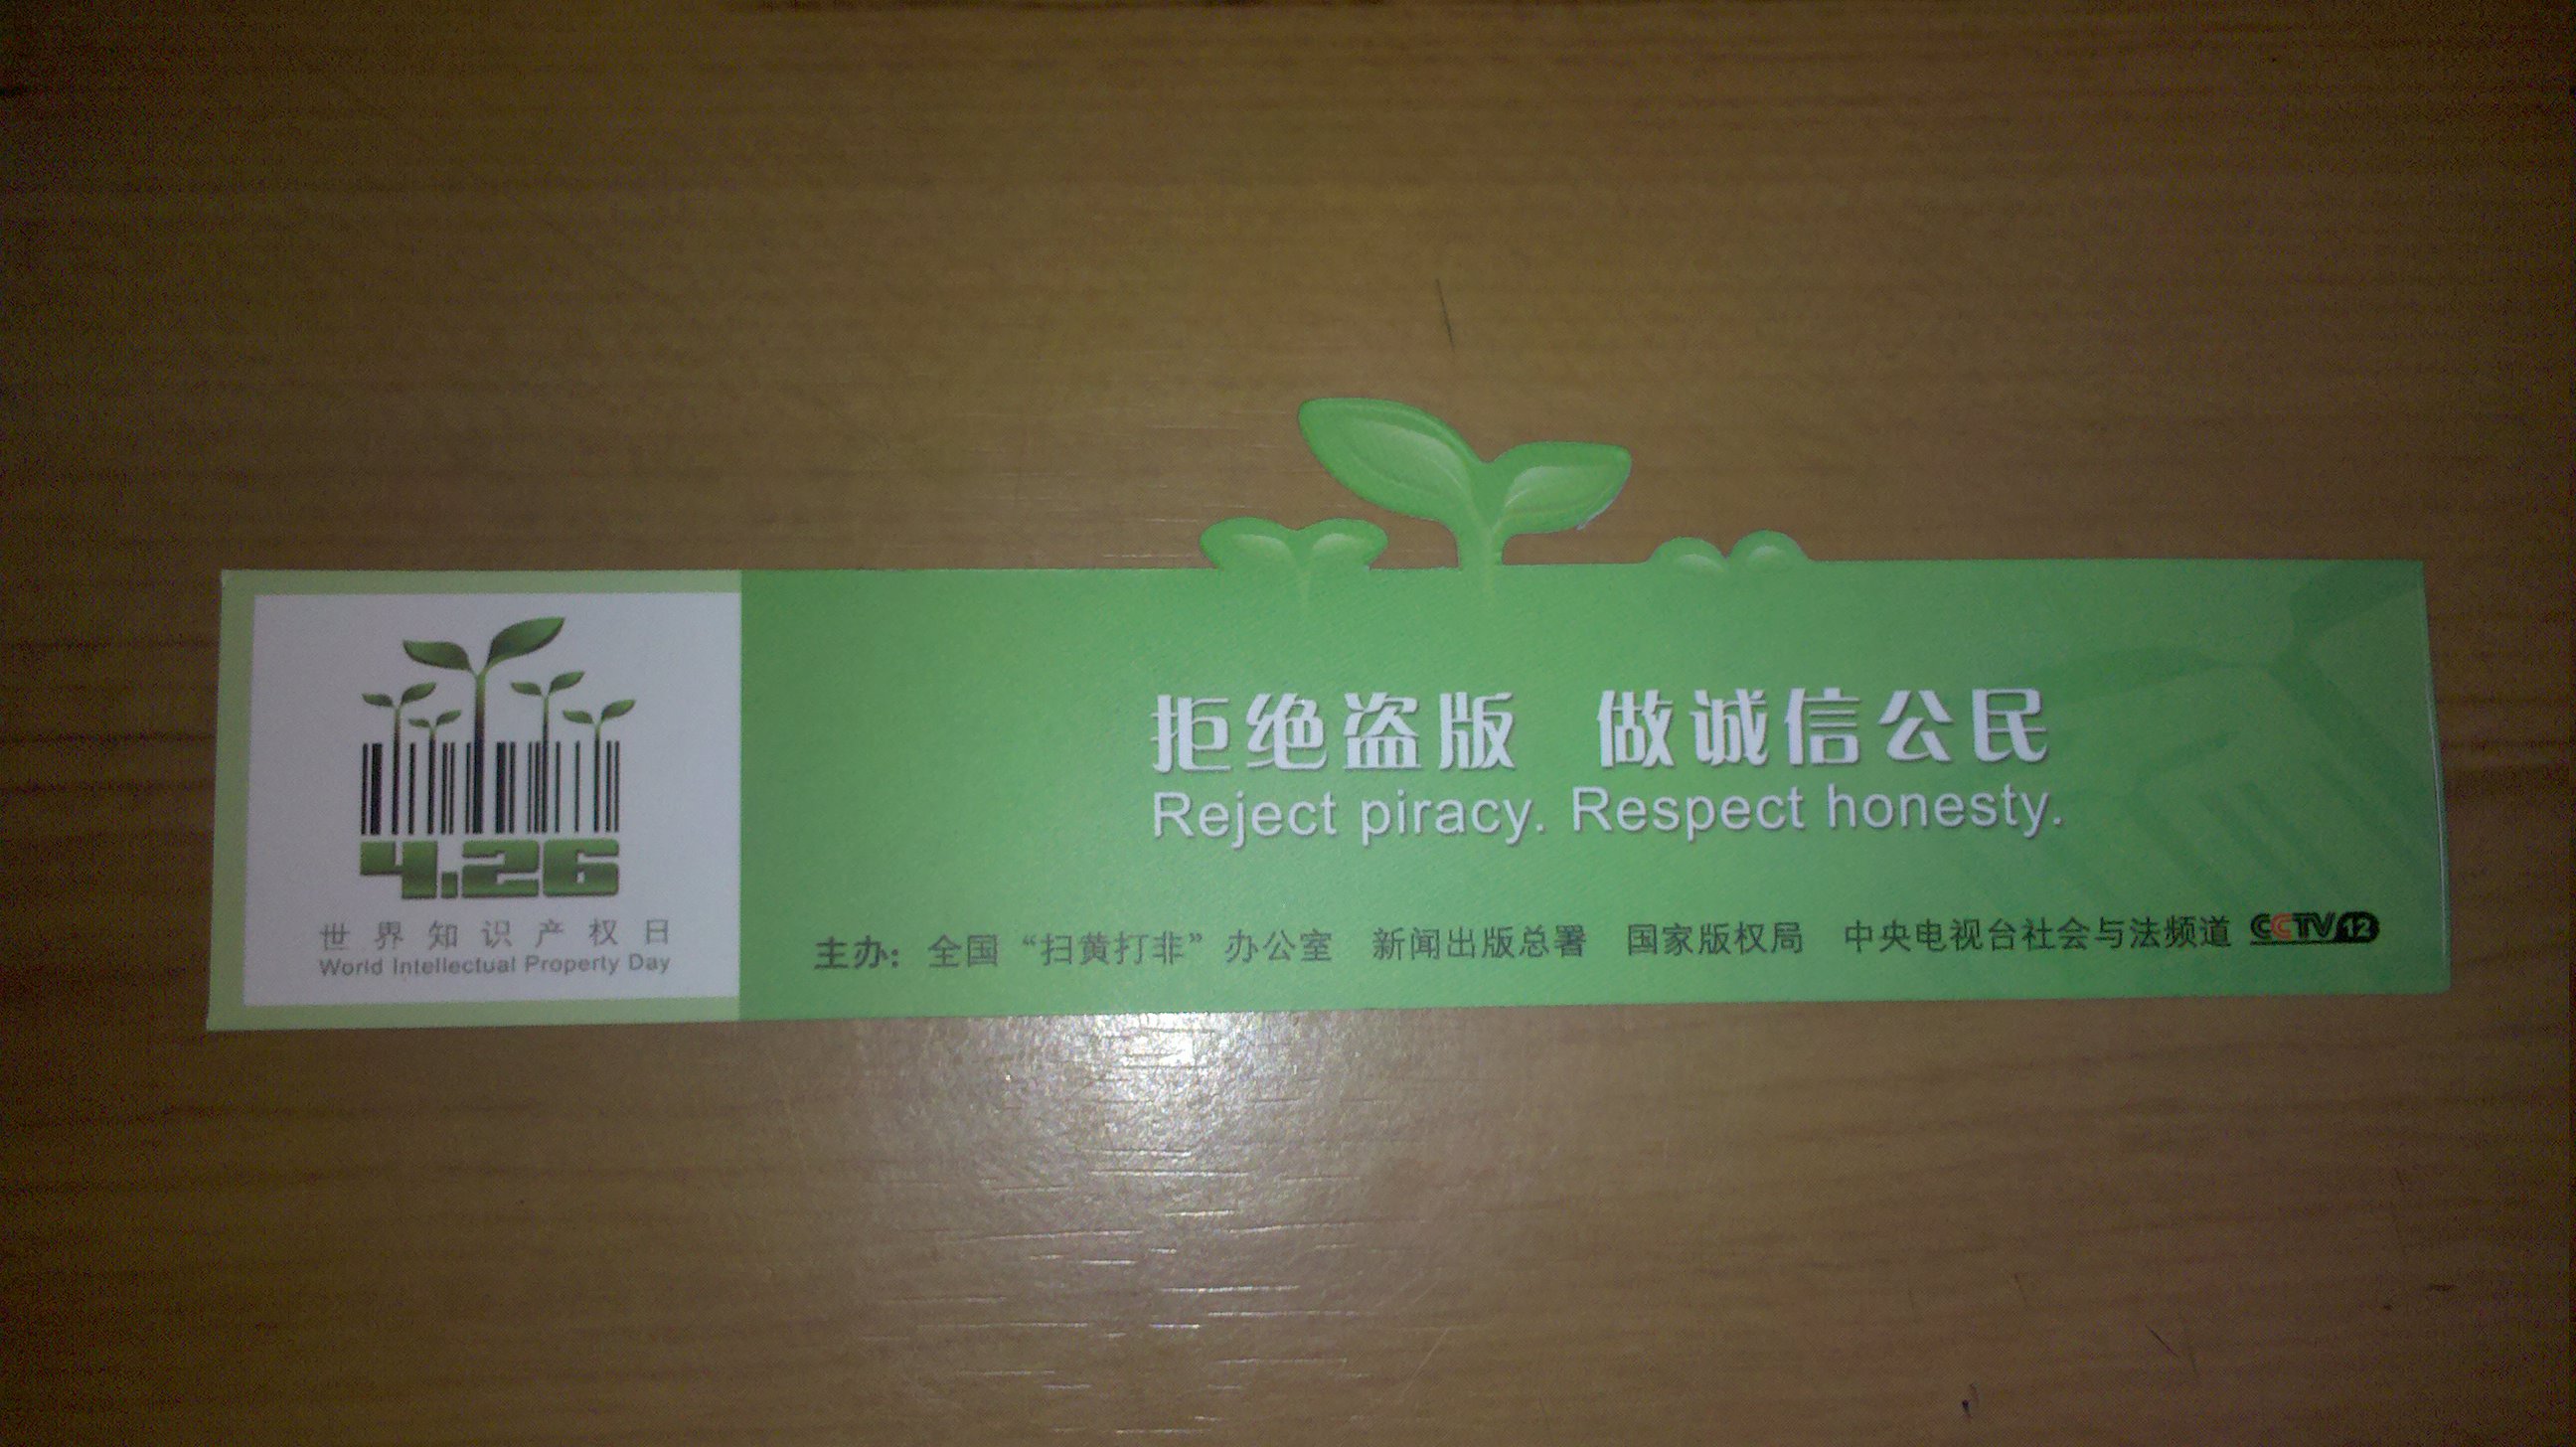 4.26
世界知识产权日
World Intellectual Property Day
拒绝盗版 做诚信公民
Reject piracy. Respect honesty.
主办：全国“扫黄打非”办公室 新闻出版总署 国家版权局 中央电视台社会与法频道 CCTV 12